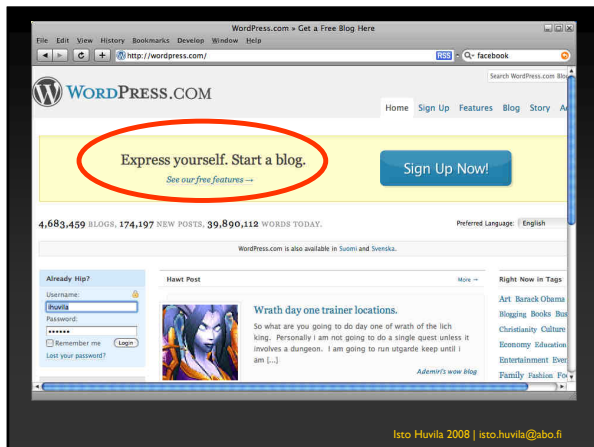 WordPress.com » Get a Free Blog Here
File Edit View History Bookmarks Develop Window Help
http://wordpress.com/ RSS Q- facebook
Search WordPress.com Blo
WORDPRESS.COM
Home Sign Up Features Blog Story
Express yourself. Start a blog.
See our free features →
Sign Up Now!
4,683,459 BLOGS, 174,197 NEW POSTS, 39,890,112 WORDS TODAY.
Preferred Language: English
WordPress.com is also available in Suomi and Svenska.
Already Hip?
Username:
ihuvila
Password:
••••••
Remember me Login
Lost your password?
Hawt Post More →
Wrath day one trainer locations.
So what are you going to do day one of wrath of the lich
king. Personally i am not going to do a single quest unless it
involves a dungeon. I am going to run utgarde keep until i
am [...]
Ademiri's wow blog
Right Now in Tags
Art Barack Obama
Blogging Books Bus
Christianity Culture
Economy Education
Entertainment Even
Family Fashion Foo
Isto Huvila 2008 | isto.huvila@abo.fi